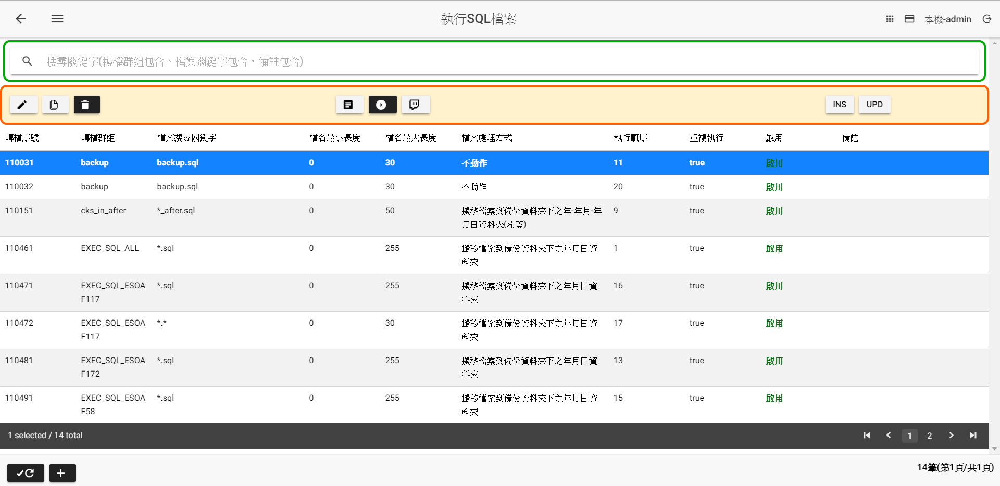 執行SQL檔案
本機-admin
搜尋關鍵字(轉檔群組包含、檔案關鍵字包含、備註包含)
INS UPD
轉檔序號 轉檔群組 檔案搜尋關鍵字 檔名最小長度 檔名最大長度 檔案處理方式 執行順序 重複執行 啟用 備註
110031 backup backup.sql 0 30 不動作 11 true 啟用
110032 backup backup.sql 0 30 不動作 20 true 啟用
110151 cks_in_after *_after.sql 0 50 搬移檔案到備份資料夾下之年-年月-年 9 true 啟用
月日資料夾(覆蓋)
110461 EXEC_SQL_ALL *.sql 0 255 搬移檔案到備份資料夾下之年月日資 1 true 啟用
料夾
110471 EXEC_SQL_ESOA *.sql 0 255 搬移檔案到備份資料夾下之年月日資 16 true 啟用
F117 料夾
110472 EXEC_SQL_ESOA *.* 0 30 搬移檔案到備份資料夾下之年月日資 17 true 啟用
F117 料夾
110481 EXEC_SQL_ESOA *.sql 0 255 搬移檔案到備份資料夾下之年月日資 13 true 啟用
F172 料夾
110491 EXEC_SQL_ESOA *.sql 0 255 搬移檔案到備份資料夾下之年月日資 15 true 啟用
F58 料夾
1 selected / 14 total 1 2
14筆(第1頁/共1頁)